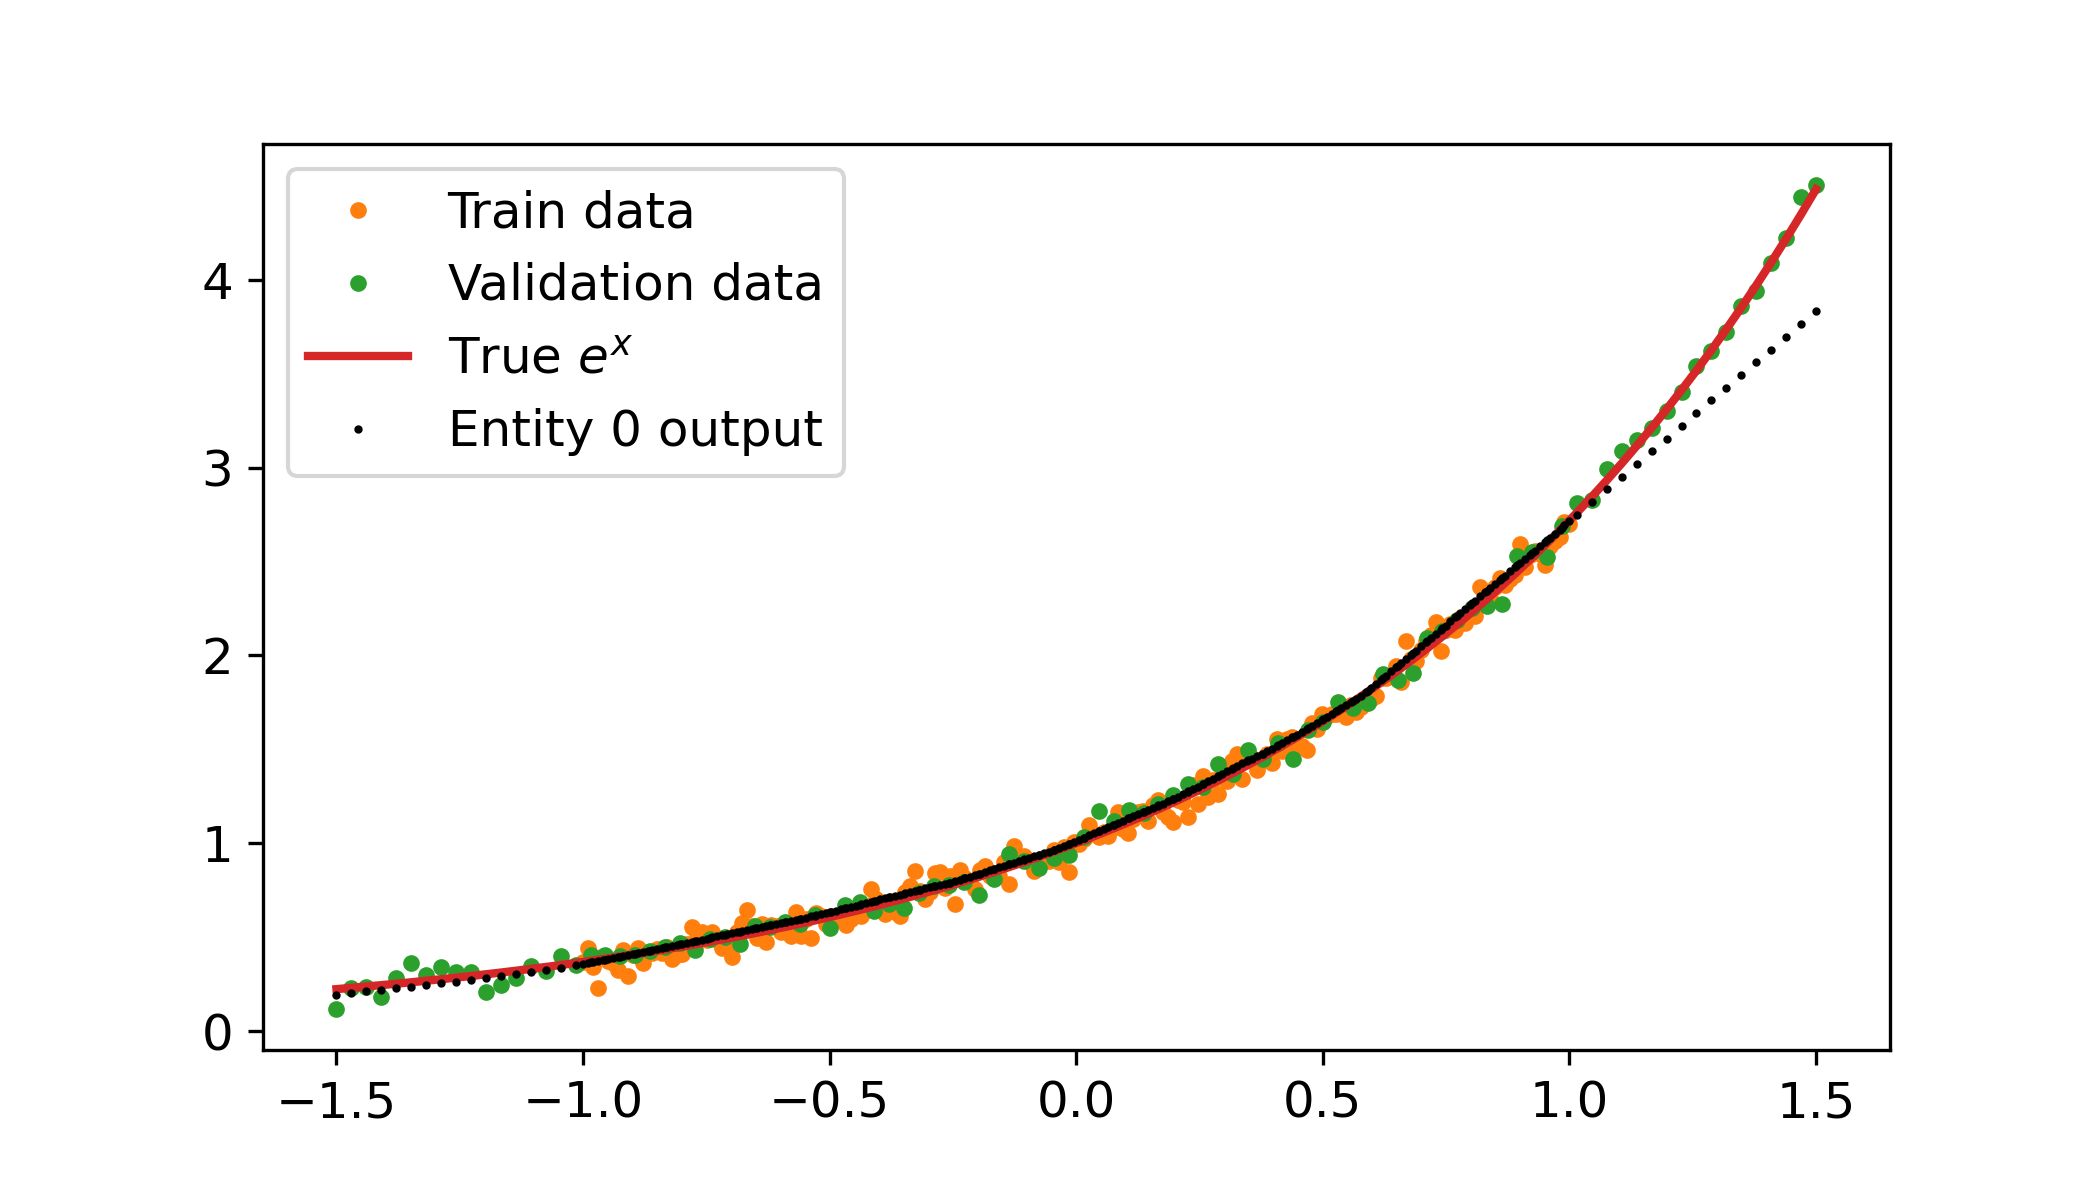 Train data
Validation data
True $e^x$
Entity 0 output
4
3
2
1
0
−1.5 −1.0 −0.5 0.0 0.5 1.0 1.5